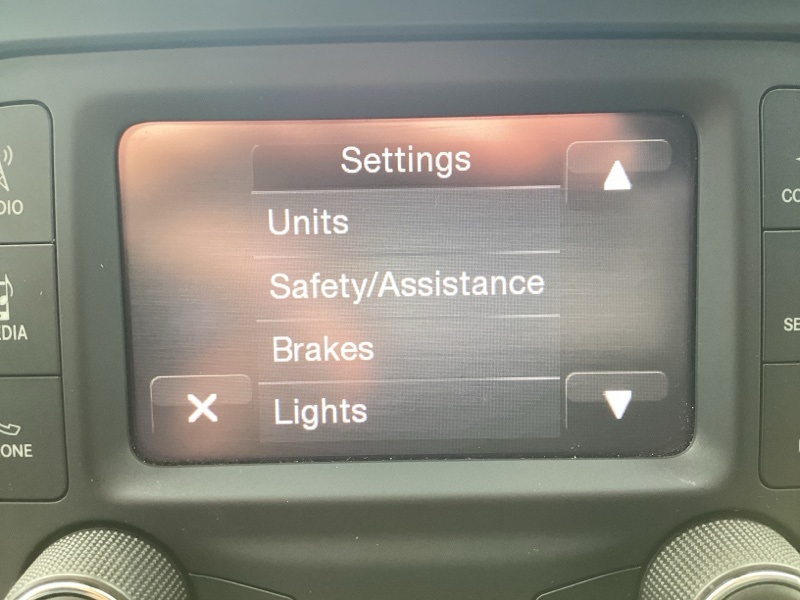 Settings
Units
Safety/Assistance
Brakes
Lights